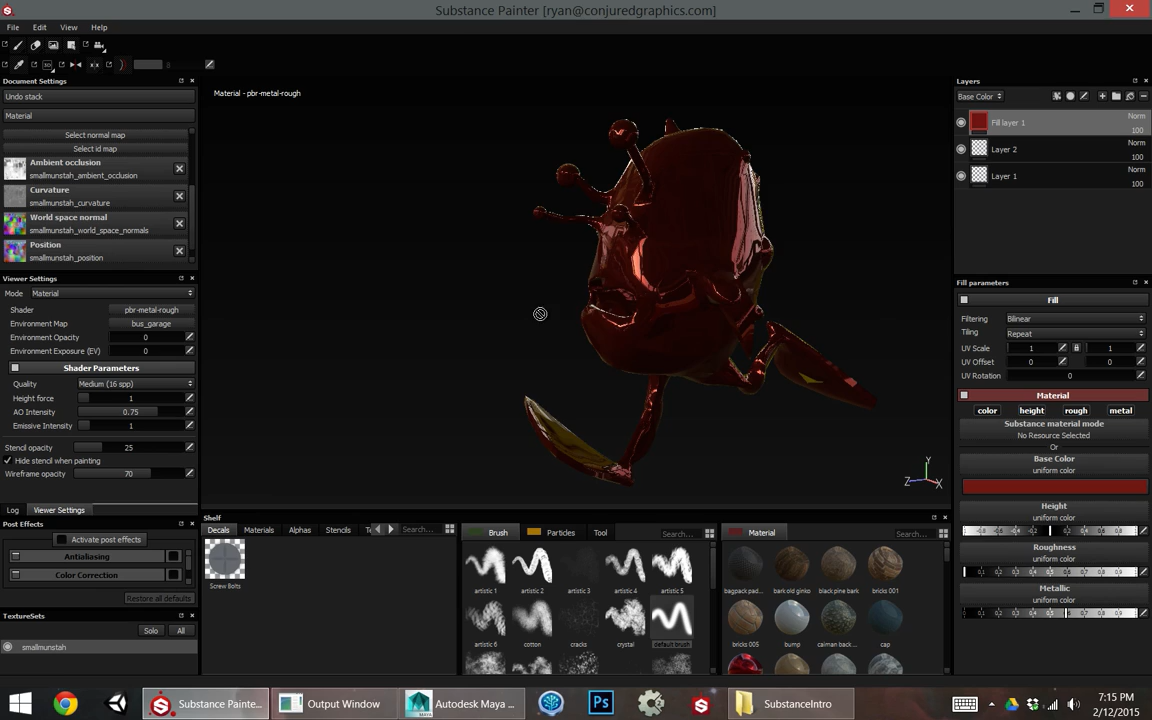 Substance Painter [ryan@conjuredgraphics.com]
File Edit View Help
Document Settings
Undo stack
Material
Select normal map
Select id map
Ambient occlusion
smallmunstah_ambient_occlusion
Curvature
smallmunstah_curvature
World space normal
smallmunstah_world_space_normals
Position
smallmunstah_position
Viewer Settings
Mode Material
Shader pbr-metal-rough
Environment Map bus_garage
Environment Opacity 0
Environment Exposure (EV) 0
Shader Parameters
Quality Medium (16 spp)
Height force 1
AO Intensity 0.75
Emissive Intensity 1
Stencil opacity 25
Hide stencil when painting
Wireframe opacity 70
Log Viewer Settings
Post Effects
Activate post effects
Antialiasing
Color Correction
Restore all defaults
TextureSets
Solo All
smallmunstah
Material - pbr-metal-rough
Y
Z X
Shelf
Decals Materials Alphas Stencils Search...
Screw Bolts
Brush Particles Tool Search...
artistic 1 artistic 2 artistic 3 artistic 4 artistic 5
artistic 6 cotton cracks crystal default brush
Material Search...
bagpack pad... bark old ginko black pine bark bricks 001
bricks 005 bump caiman back ... cap
Layers
Base Color
Fill layer 1 Norm
100
Layer 2 Norm
100
Layer 1 Norm
100
Fill parameters
Fill
Filtering Bilinear
Tiling Repeat
UV Scale 1 1
UV Offset 0 0
UV Rotation 0
Material
color height rough metal
Substance material mode
No Resource Selected
Or
Base Color
uniform color
Height
uniform color
Roughness
uniform color
Metallic
uniform color
Substance Painte... Output Window Autodesk Maya ... Ps SubstanceIntro
7:15 PM
2/12/2015